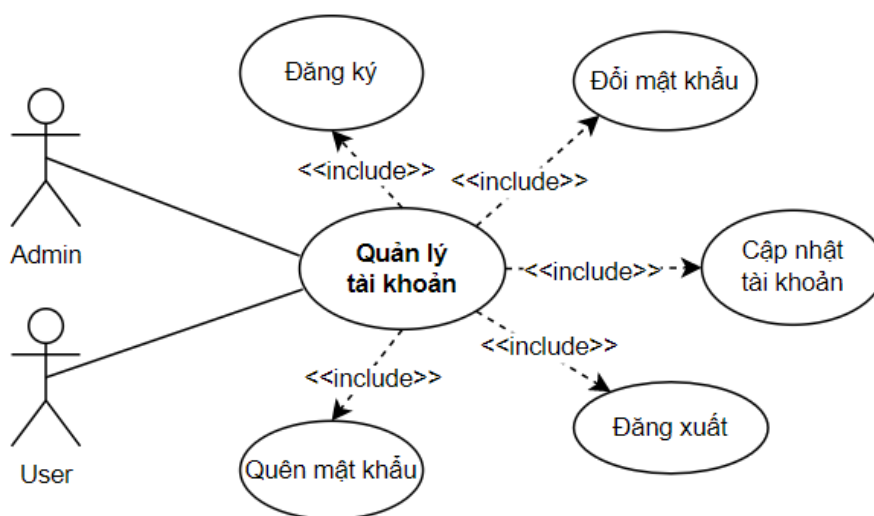 Đăng ký
Đổi mật khẩu
<<include>>
<<include>>
Admin
Quản lý
tài khoản
<<include>>
Cập nhật
tài khoản
<<include>>
<<include>>
User
Quên mật khẩu
Đăng xuất